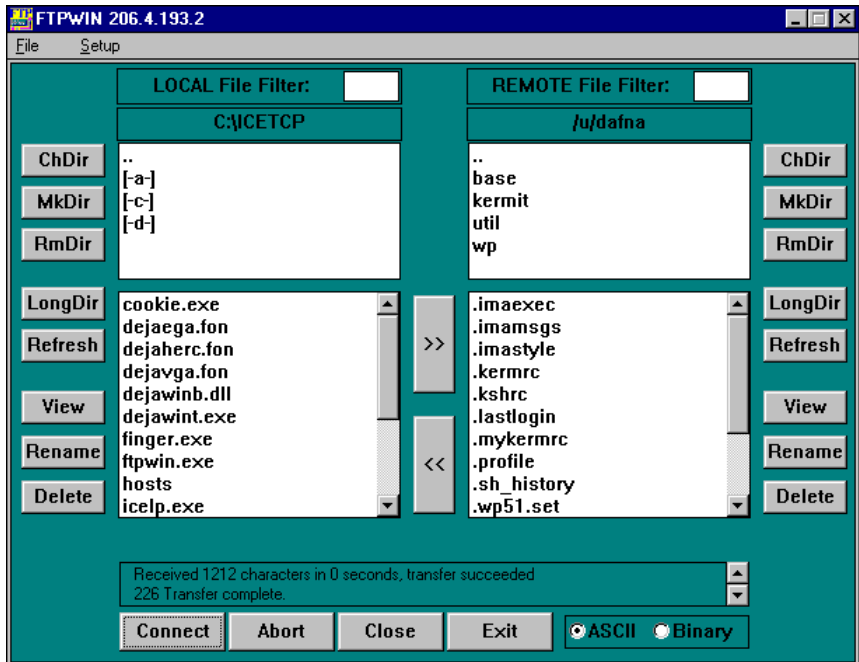 FTPWIN 206.4.193.2
File Setup
LOCAL File Filter:
REMOTE File Filter:
C:\ICETCP
/u/dafna
ChDir
MkDir
RmDir
..
[-a-]
[-c-]
[-d-]
..
base
kermit
util
wp
ChDir
MkDir
RmDir
LongDir
Refresh
View
Rename
Delete
cookie.exe
dejaega.fon
dejaherc.fon
dejavga.fon
dejawinb.dll
dejawint.exe
finger.exe
ftpwin.exe
hosts
icelp.exe
>>
<<
.imaexec
.imamsgs
.imastyle
.kermrc
.kshrc
.lastlogin
.mykermrc
.profile
.sh_history
.wp51.set
LongDir
Refresh
View
Rename
Delete
Received 1212 characters in 0 seconds, transfer succeeded
226 Transfer complete.
Connect Abort Close Exit ASCII Binary